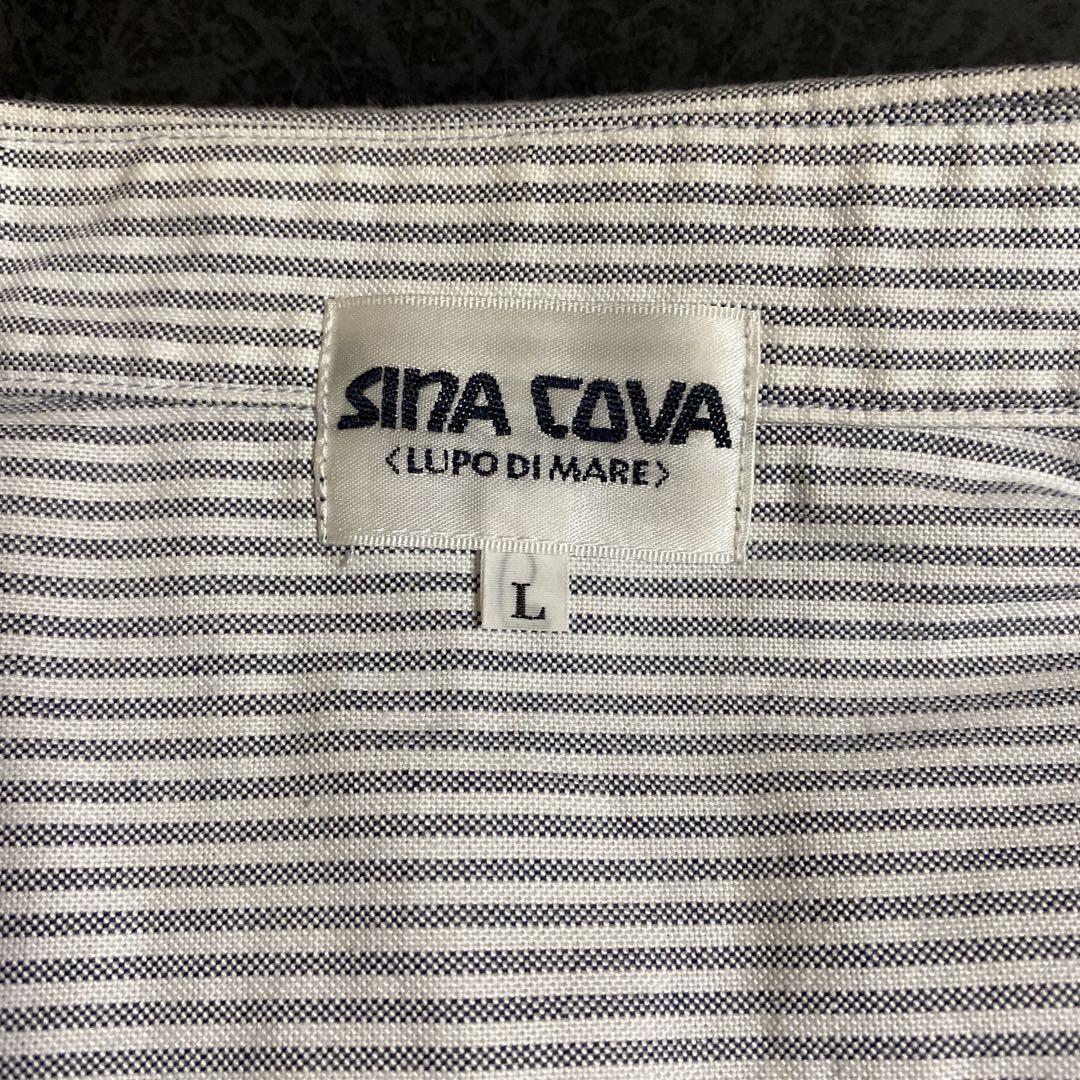 SINA COVA
<LUPO DI MARE>
L